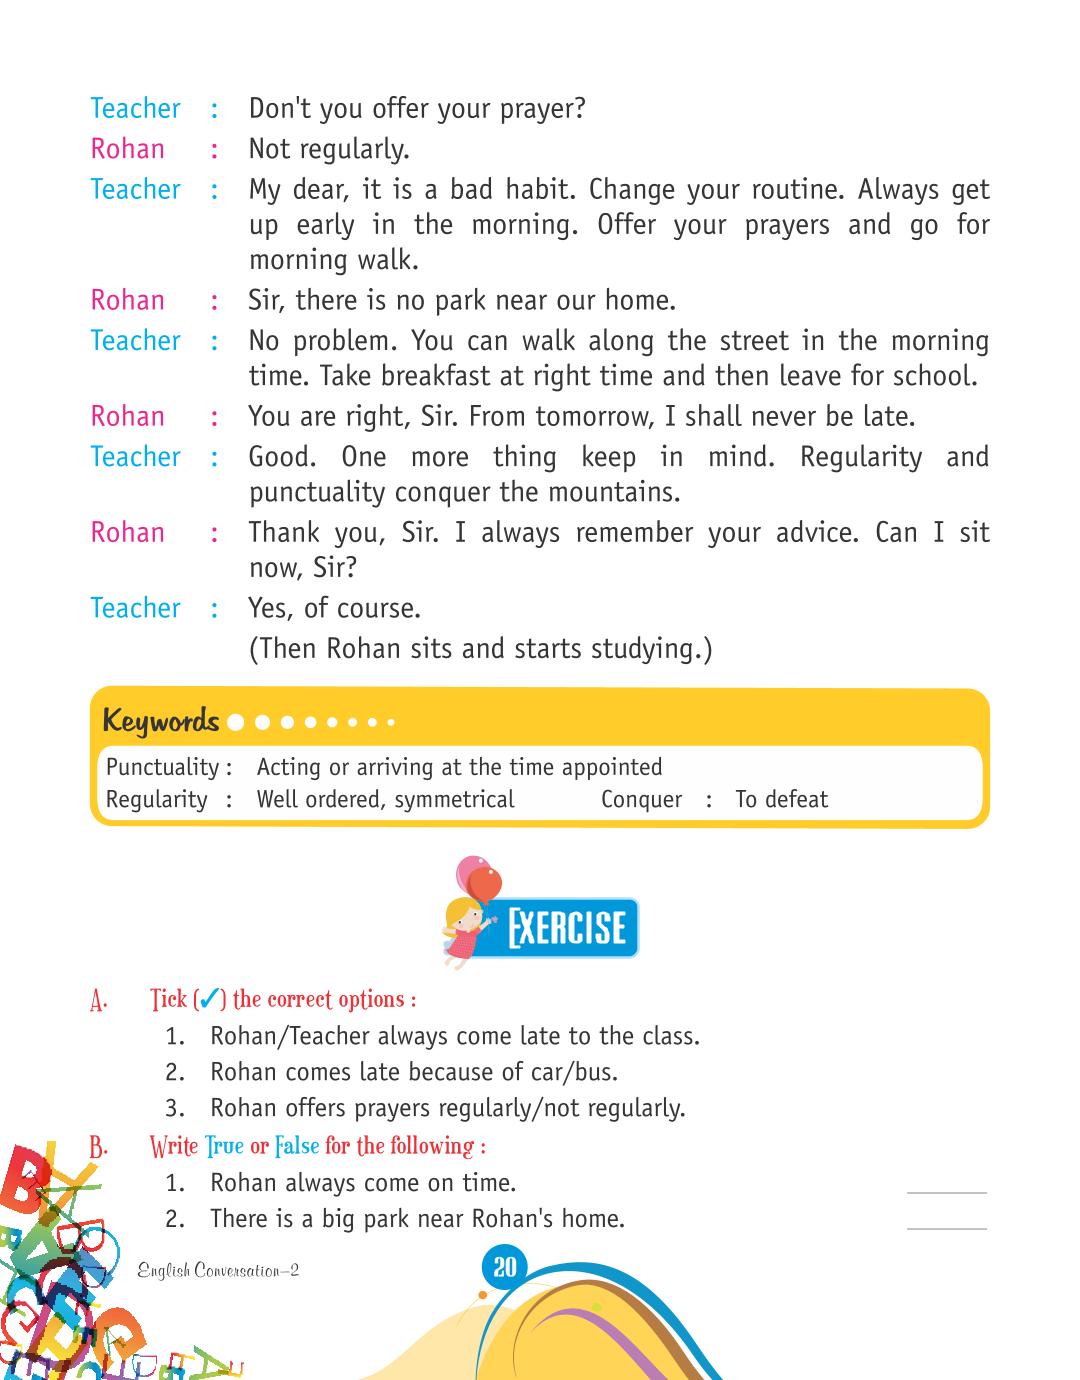 Teacher : Don't you offer your prayer?
Rohan : Not regularly.
Teacher : My dear, it is a bad habit. Change your routine. Always get
up early in the morning. Offer your prayers and go for
morning walk.
Rohan : Sir, there is no park near our home.
Teacher : No problem. You can walk along the street in the morning
time. Take breakfast at right time and then leave for school.
Rohan : You are right, Sir. From tomorrow, I shall never be late.
Teacher : Good. One more thing keep in mind. Regularity and
punctuality conquer the mountains.
Rohan : Thank you, Sir. I always remember your advice. Can I sit
now, Sir?
Teacher : Yes, of course.
(Then Rohan sits and starts studying.)
Keywords
Punctuality : Acting or arriving at the time appointed
Regularity : Well ordered, symmetrical Conquer : To defeat
EXERCISE
A. Tick (✓) the correct options :
1. Rohan/Teacher always come late to the class.
2. Rohan comes late because of car/bus.
3. Rohan offers prayers regularly/not regularly.
B. Write True or False for the following :
1. Rohan always come on time.
2. There is a big park near Rohan's home.
English Conversation–2
20